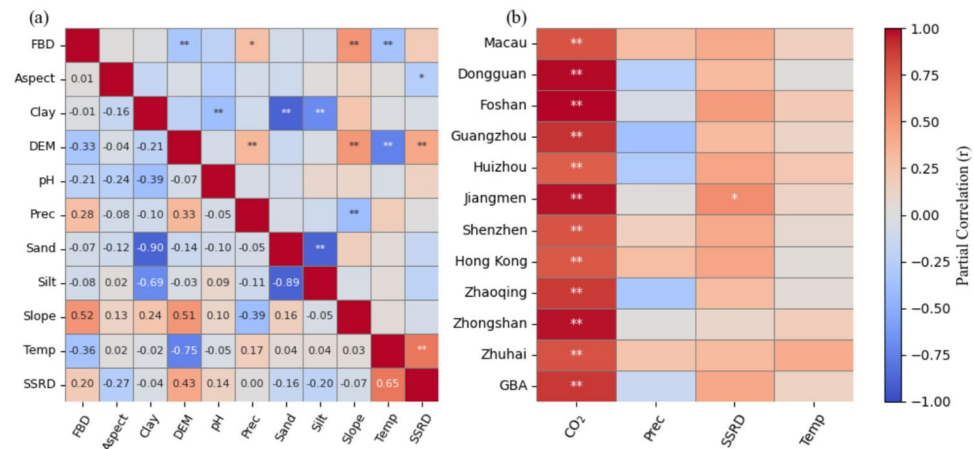 (a)
FBD ** * ** **
Aspect 0.01 *
Clay -0.01 -0.16 ** ** **
DEM -0.33 -0.04 -0.21 ** ** ** **
pH -0.21 -0.24 -0.39 -0.07
Prec 0.28 -0.08 -0.10 0.33 -0.05 **
Sand -0.07 -0.12 -0.90 -0.14 -0.10 -0.05 **
Silt -0.08 0.02 -0.69 -0.03 0.09 -0.11 -0.89
Slope 0.52 0.13 0.24 0.51 0.10 -0.39 0.16 -0.05
Temp -0.36 0.02 -0.02 -0.75 -0.05 0.17 0.04 0.04 0.03 **
SSRD 0.20 -0.27 -0.04 0.43 0.14 0.00 -0.16 -0.20 -0.07 0.65
FBD Aspect Clay DEM pH Prec Sand Silt Slope Temp SSRD
(b)
Macau **
Dongguan **
Foshan **
Guangzhou **
Huizhou **
Jiangmen ** *
Shenzhen **
Hong Kong **
Zhaoqing **
Zhongshan **
Zhuhai **
GBA **
CO₂ Prec SSRD Temp
1.00
0.75
0.50
0.25
0.00
−0.25
−0.50
−0.75
−1.00
Partial Correlation (r)